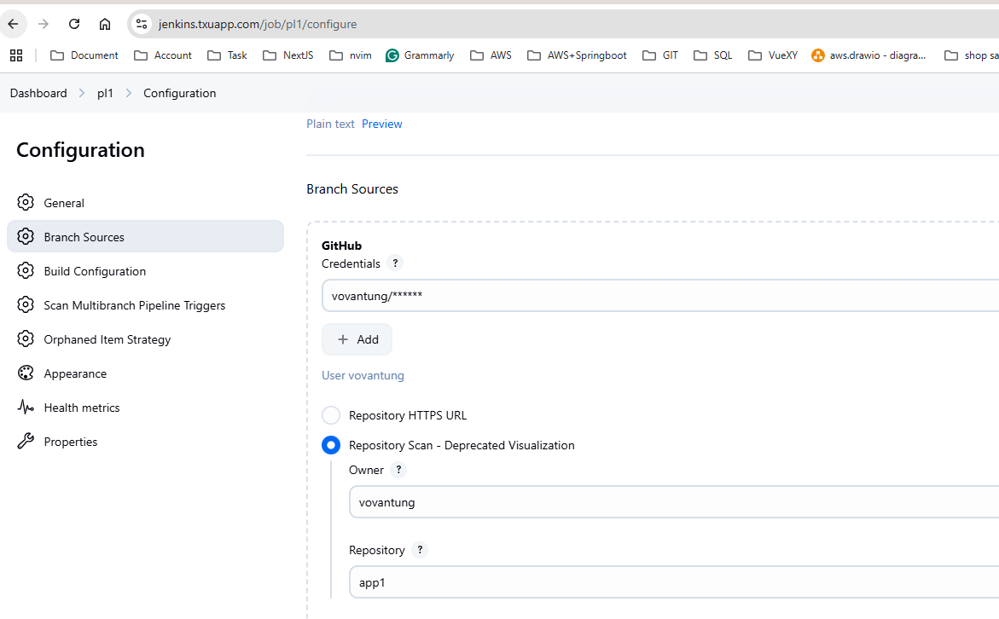 jenkins.txuapp.com/job/pl1/configure
Document Account Task NextJS nvim Grammarly AWS AWS+Springboot GIT SQL VueXY aws.drawio - diagra... shop sa
Dashboard > pl1 > Configuration
Plain text Preview
Configuration
General
Branch Sources
Build Configuration
Scan Multibranch Pipeline Triggers
Orphaned Item Strategy
Appearance
Health metrics
Properties
Branch Sources
GitHub
Credentials ?
vovantung/******
+ Add
User vovantung
Repository HTTPS URL
Repository Scan - Deprecated Visualization
Owner ?
vovantung
Repository ?
app1